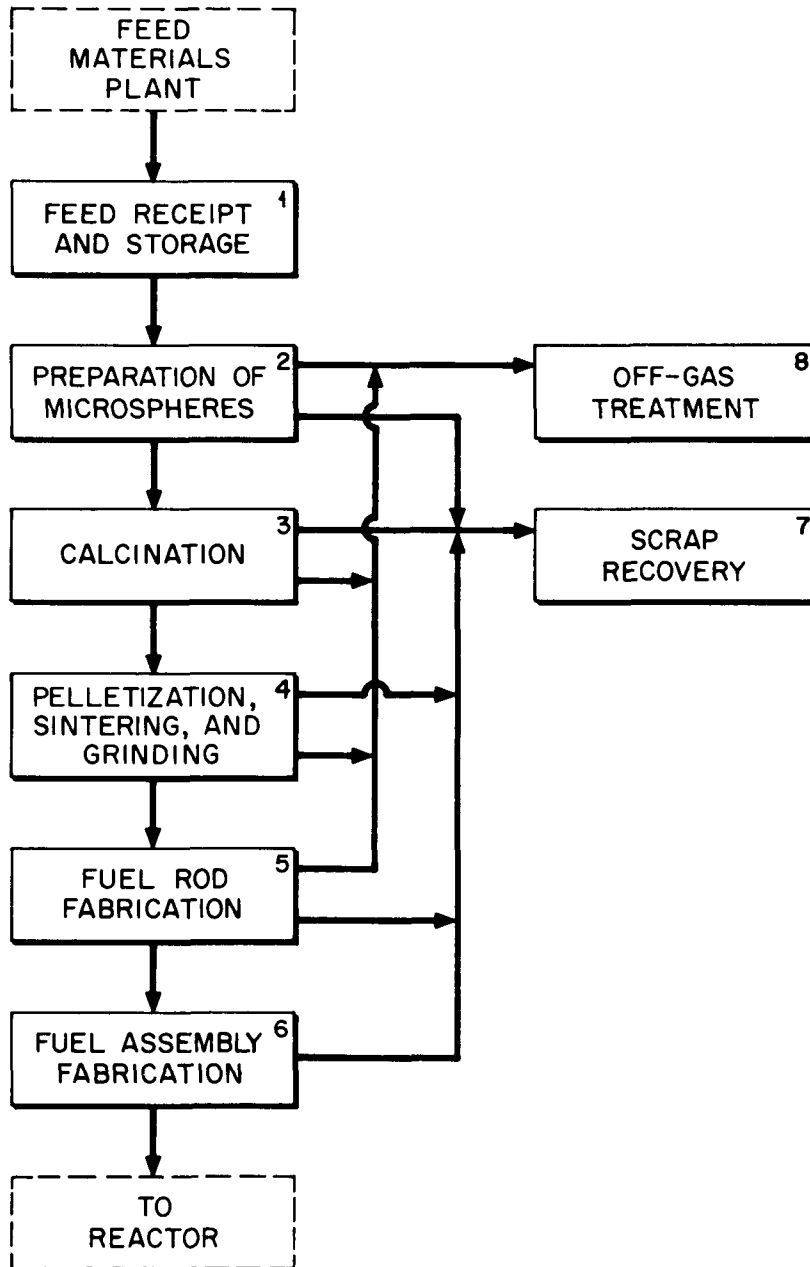 FEED
MATERIALS
PLANT
1
FEED RECEIPT
AND STORAGE
2
PREPARATION OF
MICROSPHERES
8
OFF-GAS
TREATMENT
3
CALCINATION
7
SCRAP
RECOVERY
4
PELLETIZATION,
SINTERING, AND
GRINDING
5
FUEL ROD
FABRICATION
6
FUEL ASSEMBLY
FABRICATION
TO
REACTOR